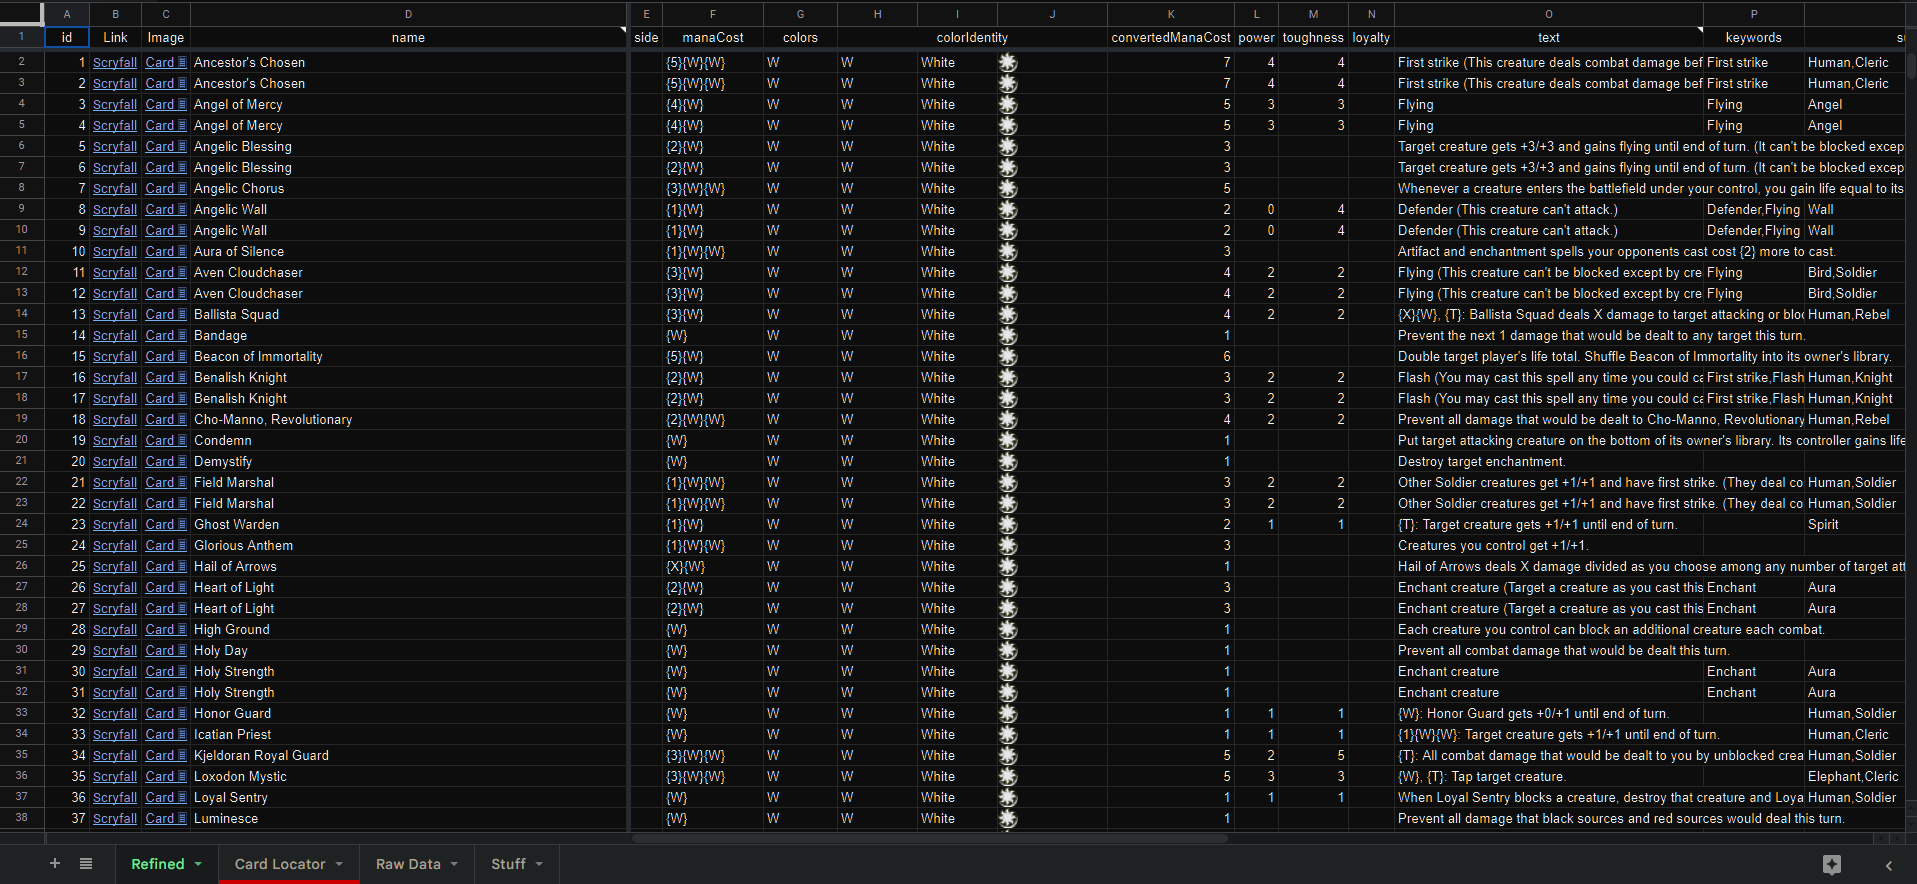 A B C D E F G H I J K L M N O P
1 id Link Image name side manaCost colors colorIdentity convertedManaCost power toughness loyalty text keywords
2 1 Scryfall Card Ancestor's Chosen {5}{W}{W} W W White 7 4 4 First strike (This creature deals combat damage bef First strike Human,Cleric
3 2 Scryfall Card Ancestor's Chosen {5}{W}{W} W W White 7 4 4 First strike (This creature deals combat damage bef First strike Human,Cleric
4 3 Scryfall Card Angel of Mercy {4}{W} W W White 5 3 3 Flying Flying Angel
5 4 Scryfall Card Angel of Mercy {4}{W} W W White 5 3 3 Flying Flying Angel
6 5 Scryfall Card Angelic Blessing {2}{W} W W White 3 Target creature gets +3/+3 and gains flying until end of turn. (It can't be blocked excep
7 6 Scryfall Card Angelic Blessing {2}{W} W W White 3 Target creature gets +3/+3 and gains flying until end of turn. (It can't be blocked excep
8 7 Scryfall Card Angelic Chorus {3}{W}{W} W W White 5 Whenever a creature enters the battlefield under your control, you gain life equal to its
9 8 Scryfall Card Angelic Wall {1}{W} W W White 2 0 4 Defender (This creature can't attack.) Defender,Flying Wall
10 9 Scryfall Card Angelic Wall {1}{W} W W White 2 0 4 Defender (This creature can't attack.) Defender,Flying Wall
11 10 Scryfall Card Aura of Silence {1}{W}{W} W W White 3 Artifact and enchantment spells your opponents cast cost {2} more to cast.
12 11 Scryfall Card Aven Cloudchaser {3}{W} W W White 4 2 2 Flying (This creature can't be blocked except by cre Flying Bird,Soldier
13 12 Scryfall Card Aven Cloudchaser {3}{W} W W White 4 2 2 Flying (This creature can't be blocked except by cre Flying Bird,Soldier
14 13 Scryfall Card Ballista Squad {3}{W} W W White 4 2 2 {X}{W}, {T}: Ballista Squad deals X damage to target attacking or bloc Human,Rebel
15 14 Scryfall Card Bandage {W} W W White 1 Prevent the next 1 damage that would be dealt to any target this turn.
16 15 Scryfall Card Beacon of Immortality {5}{W} W W White 6 Double target player's life total. Shuffle Beacon of Immortality into its owner's library.
17 16 Scryfall Card Benalish Knight {2}{W} W W White 3 2 2 Flash (You may cast this spell any time you could ca First strike,Flash Human,Knight
18 17 Scryfall Card Benalish Knight {2}{W} W W White 3 2 2 Flash (You may cast this spell any time you could ca First strike,Flash Human,Knight
19 18 Scryfall Card Cho-Manno, Revolutionary {2}{W}{W} W W White 4 2 2 Prevent all damage that would be dealt to Cho-Manno, Revolutionary Human,Rebel
20 19 Scryfall Card Condemn {W} W W White 1 Put target attacking creature on the bottom of its owner's library. Its controller gains life
21 20 Scryfall Card Demystify {W} W W White 1 Destroy target enchantment.
22 21 Scryfall Card Field Marshal {1}{W}{W} W W White 3 2 2 Other Soldier creatures get +1/+1 and have first strike. (They deal co Human,Soldier
23 22 Scryfall Card Field Marshal {1}{W}{W} W W White 3 2 2 Other Soldier creatures get +1/+1 and have first strike. (They deal co Human,Soldier
24 23 Scryfall Card Ghost Warden {1}{W} W W White 2 1 1 {T}: Target creature gets +1/+1 until end of turn. Spirit
25 24 Scryfall Card Glorious Anthem {1}{W}{W} W W White 3 Creatures you control get +1/+1.
26 25 Scryfall Card Hail of Arrows {X}{W} W W White 1 Hail of Arrows deals X damage divided as you choose among any number of target att
27 26 Scryfall Card Heart of Light {2}{W} W W White 3 Enchant creature (Target a creature as you cast this Enchant Aura
28 27 Scryfall Card Heart of Light {2}{W} W W White 3 Enchant creature (Target a creature as you cast this Enchant Aura
29 28 Scryfall Card High Ground {W} W W White 1 Each creature you control can block an additional creature each combat.
30 29 Scryfall Card Holy Day {W} W W White 1 Prevent all combat damage that would be dealt this turn.
31 30 Scryfall Card Holy Strength {W} W W White 1 Enchant creature Enchant Aura
32 31 Scryfall Card Holy Strength {W} W W White 1 Enchant creature Enchant Aura
33 32 Scryfall Card Honor Guard {W} W W White 1 1 1 {W}: Honor Guard gets +0/+1 until end of turn. Human,Soldier
34 33 Scryfall Card Icatian Priest {W} W W White 1 1 1 {1}{W}{W}: Target creature gets +1/+1 until end of turn. Human,Cleric
35 34 Scryfall Card Kjeldoran Royal Guard {3}{W}{W} W W White 5 2 5 {T}: All combat damage that would be dealt to you by unblocked crea Human,Soldier
36 35 Scryfall Card Loxodon Mystic {3}{W}{W} W W White 5 3 3 {W}, {T}: Tap target creature. Elephant,Cleric
37 36 Scryfall Card Loyal Sentry {W} W W White 1 1 1 When Loyal Sentry blocks a creature, destroy that creature and Loya Human,Soldier
38 37 Scryfall Card Luminesce {W} W W White 1 Prevent all damage that black sources and red sources would deal this turn.
Refined Card Locator Raw Data Stuff